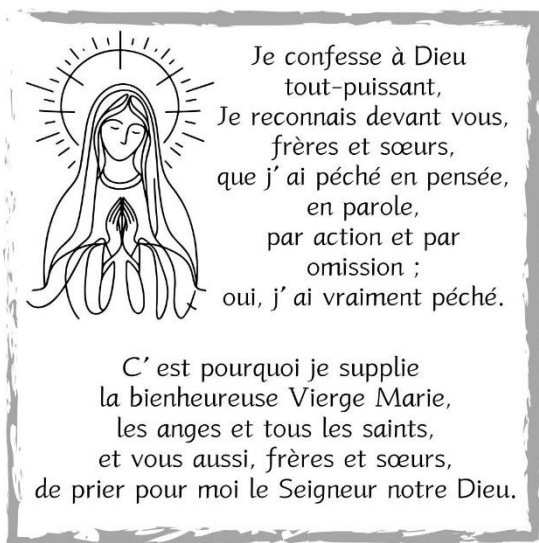 Je confesse à Dieu
tout-puissant,
Je reconnais devant vous,
frères et sœurs,
que j' ai péché en pensée,
en parole,
par action et par
omission ;
oui, j' ai vraiment péché.
C' est pourquoi je supplie
la bienheureuse Vierge Marie,
les anges et tous les saints,
et vous aussi, frères et sœurs,
de prier pour moi le Seigneur notre Dieu.